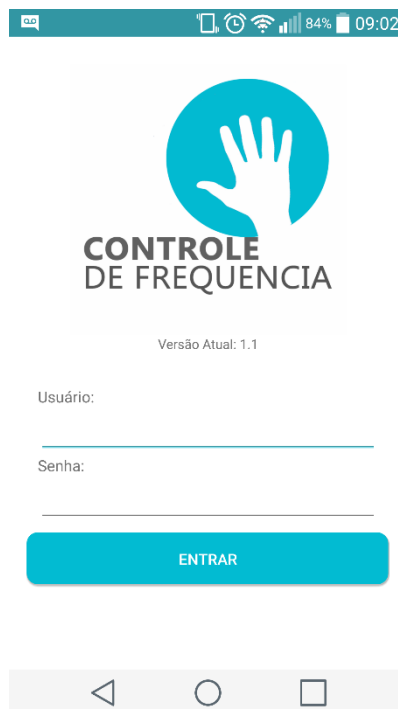 84% 09:02
CONTROLE
DE FREQUENCIA
Versão Atual: 1.1
Usuário:
Senha:
ENTRAR